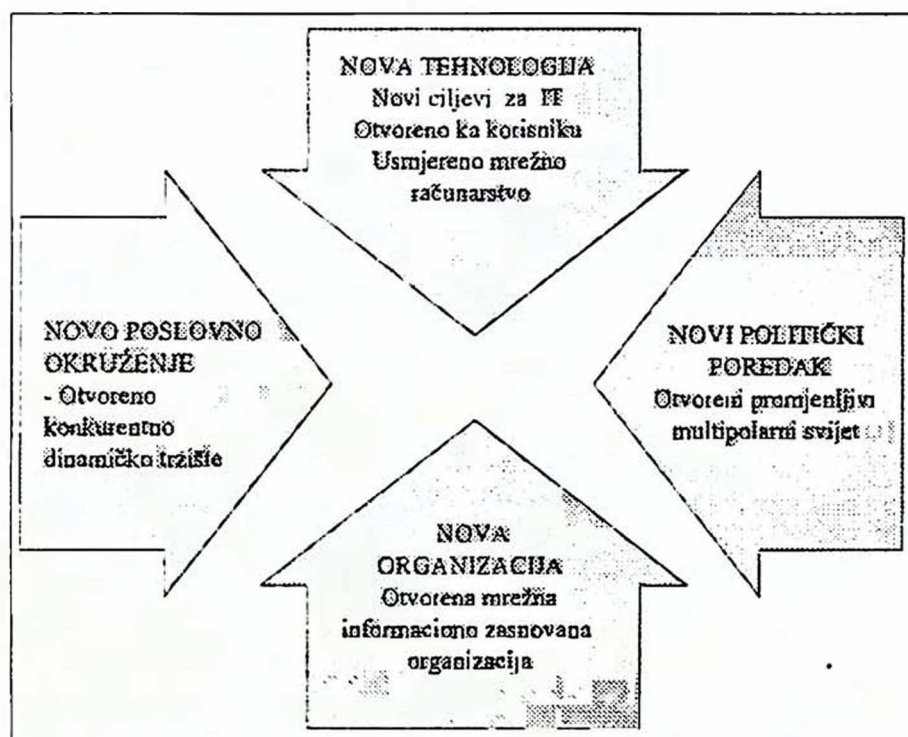 NOVA TEHNOLOGIJA
Novi ciljevi za IT
Otvoreno ka korisniku
Usmjereno mrežno
računarstvo
NOVO POSLOVNO
OKRUŽENJE
- Otvoreno
konkurentno
dinamičko tržište
NOVI POLITIČKI
POREDAK
Otvoreni promjenljivi
multipolarni svijet
NOVA
ORGANIZACIJA
Otvorena mrežna
informaciono zasnovana
organizacija